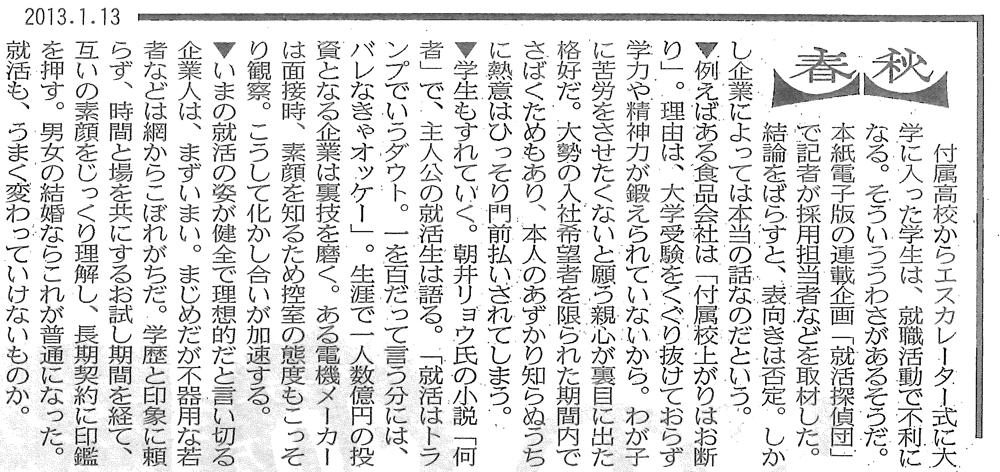 2013.1.13
春秋
付属高校からエスカレーター式に大
学に入った学生は、就職活動で不利に
なる。そういううわさがあるそうだ。
本紙電子版の連載企画「就活探偵団」
で記者が採用担当者などを取材した。
結論をばらすと、表向きは否定。しか
し企業によっては本当の話なのだという。
▼例えばある食品会社は「付属校上がりはお断
り」。理由は、大学受験をくぐり抜けておらず
学力や精神力が鍛えられていないから。わが子
に苦労をさせたくないと願う親心が裏目に出た
格好だ。大勢の入社希望者を限られた期間内で
さばくためもあり、本人のあずかり知らぬうち
に熱意はひっそり門前払いされてしまう。
▼学生もすれていく。朝井リョウ氏の小説「何
者」で、主人公の就活生は語る。「就活はトラ
ンプでいうダウト。一を百だって言う分には、
バレなきゃオッケー」。生涯で一人数億円の投
資となる企業は裏技を磨く。ある電機メーカー
は面接時、素顔を知るため控室の態度もこっそ
り観察。こうして化かし合いが加速する。
▼いまの就活の姿が健全で理想的だと言い切る
企業人は、まずいまい。まじめだが不器用な若
者などは網からこぼれがちだ。学歴と印象に頼
らず、時間と場を共にするお試し期間を経て、
互いの素顔をじっくり理解し、長期契約に印鑑
を押す。男女の結婚ならこれが普通になった。
就活も、うまく変わっていけないものか。